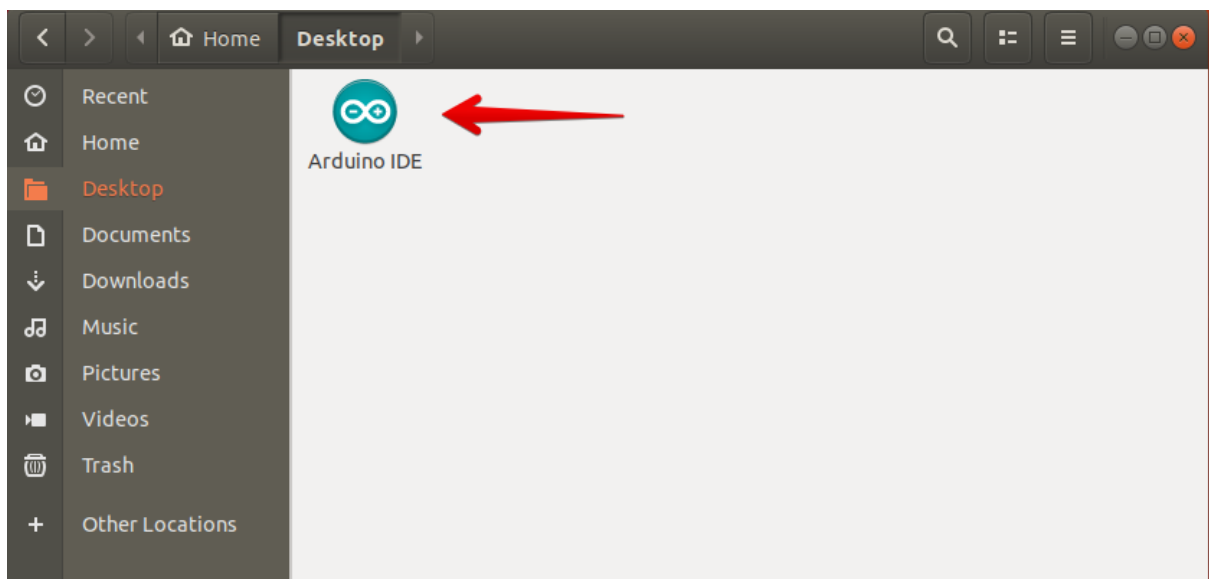 Home Desktop
Recent
Home
Desktop
Documents
Downloads
Music
Pictures
Videos
Trash
Other Locations
Arduino IDE